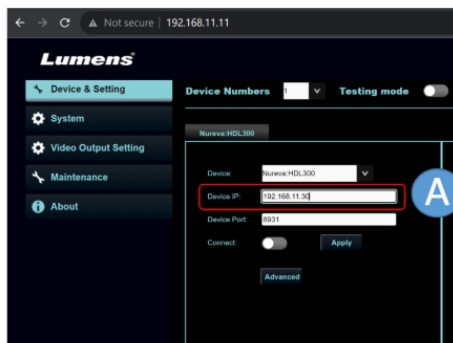 Not secure | 192.168.11.11
Lumens
Device & Setting
Device Numbers 1 Testing mode
System
Nureva:HDL300
Video Output Setting
Device: Nureva:HDL300
Maintenance
Device IP: 192.168.11.30
A
About
Device Port: 8931
Connect: Apply
Advanced